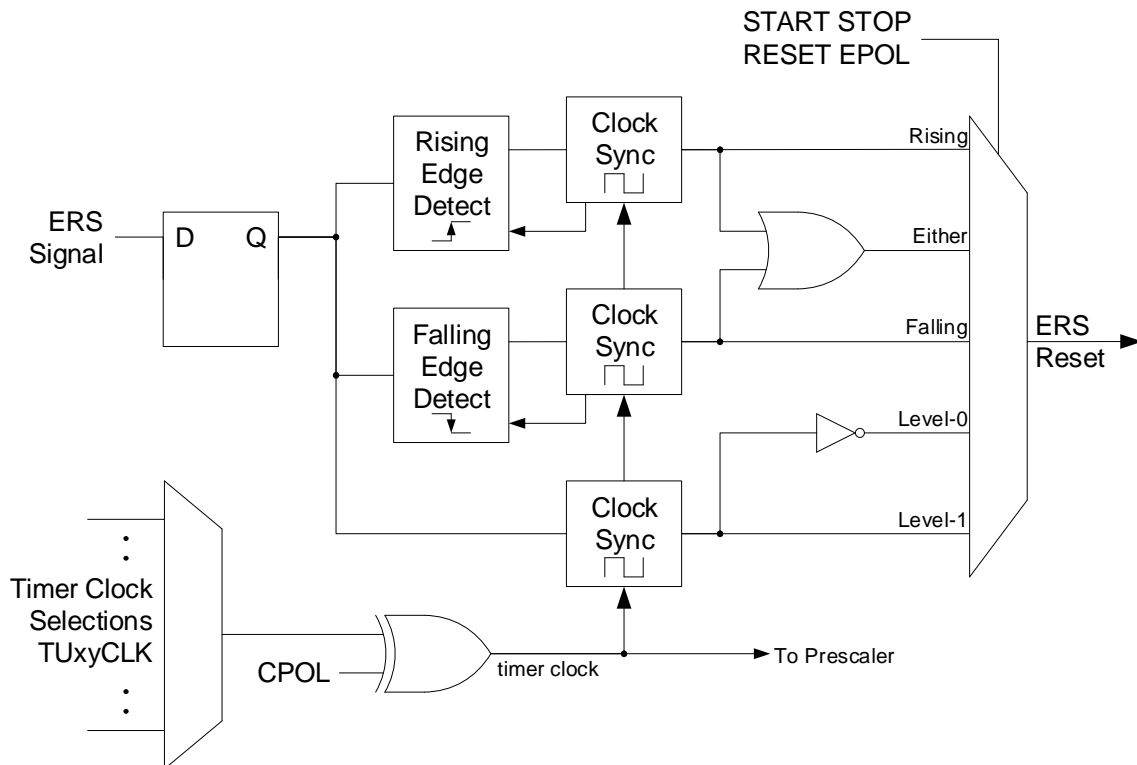 START STOP
RESET EPOL
Rising
Edge
Detect
Clock
Sync
Rising
ERS
Signal
D
Q
Either
Falling
Edge
Detect
Clock
Sync
Falling
ERS
Reset
Level-0
Clock
Sync
Level-1
Timer Clock
Selections
TUxyCLK
CPOL
timer clock
To Prescaler